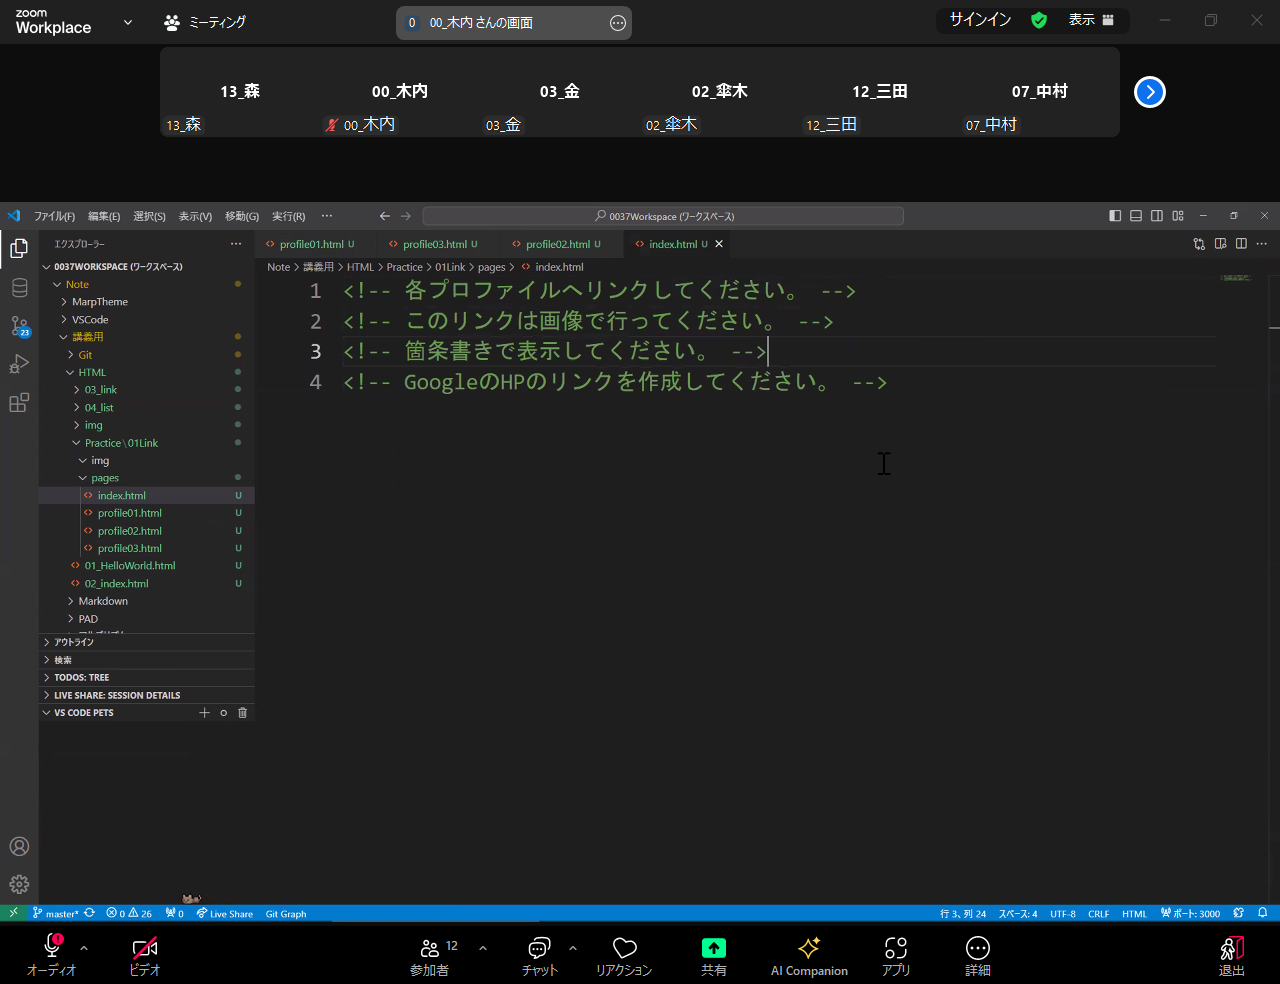 zoom
Workplace
ミーティング
0 00_木内 さんの画面
サインイン
表示
13_森
00_木内
03_金
02_傘木
12_三田
07_中村
13_森
00_木内
03_金
02_傘木
12_三田
07_中村
ファイル(F) 編集(E) 選択(S) 表示(V) 移動(G) 実行(R) ···
0037Workspace (ワークスペース)
エクスプローラー
profile01.html U
profile03.html U
profile02.html U
index.html U
Note > 講義用 > HTML > Practice > 01Link > pages > index.html
0037WORKSPACE (ワークスペース)
Note
MarpTheme
VSCode
講義用
Git
HTML
03_link
04_list
img
Practice \ 01Link
img
pages
index.html U
profile01.html U
profile02.html U
profile03.html U
01_HelloWorld.html U
02_index.html U
Markdown
PAD
アウトライン
検索
TODOS: TREE
LIVE SHARE: SESSION DETAILS
VS CODE PETS
23
1 <!-- 各プロファイルへリンクしてください。 -->
2 <!-- このリンクは画像で行ってください。 -->
3 <!-- 箇条書きで表示してください。 -->
4 <!-- GoogleのHPのリンクを作成してください。 -->
master* 0 26 0 Live Share Git Graph
行 3、列 24 スペース: 4 UTF-8 CRLF HTML ポート: 3000
オーディオ
ビデオ
参加者 12
チャット
リアクション
共有
AI Companion
アプリ
詳細
退出